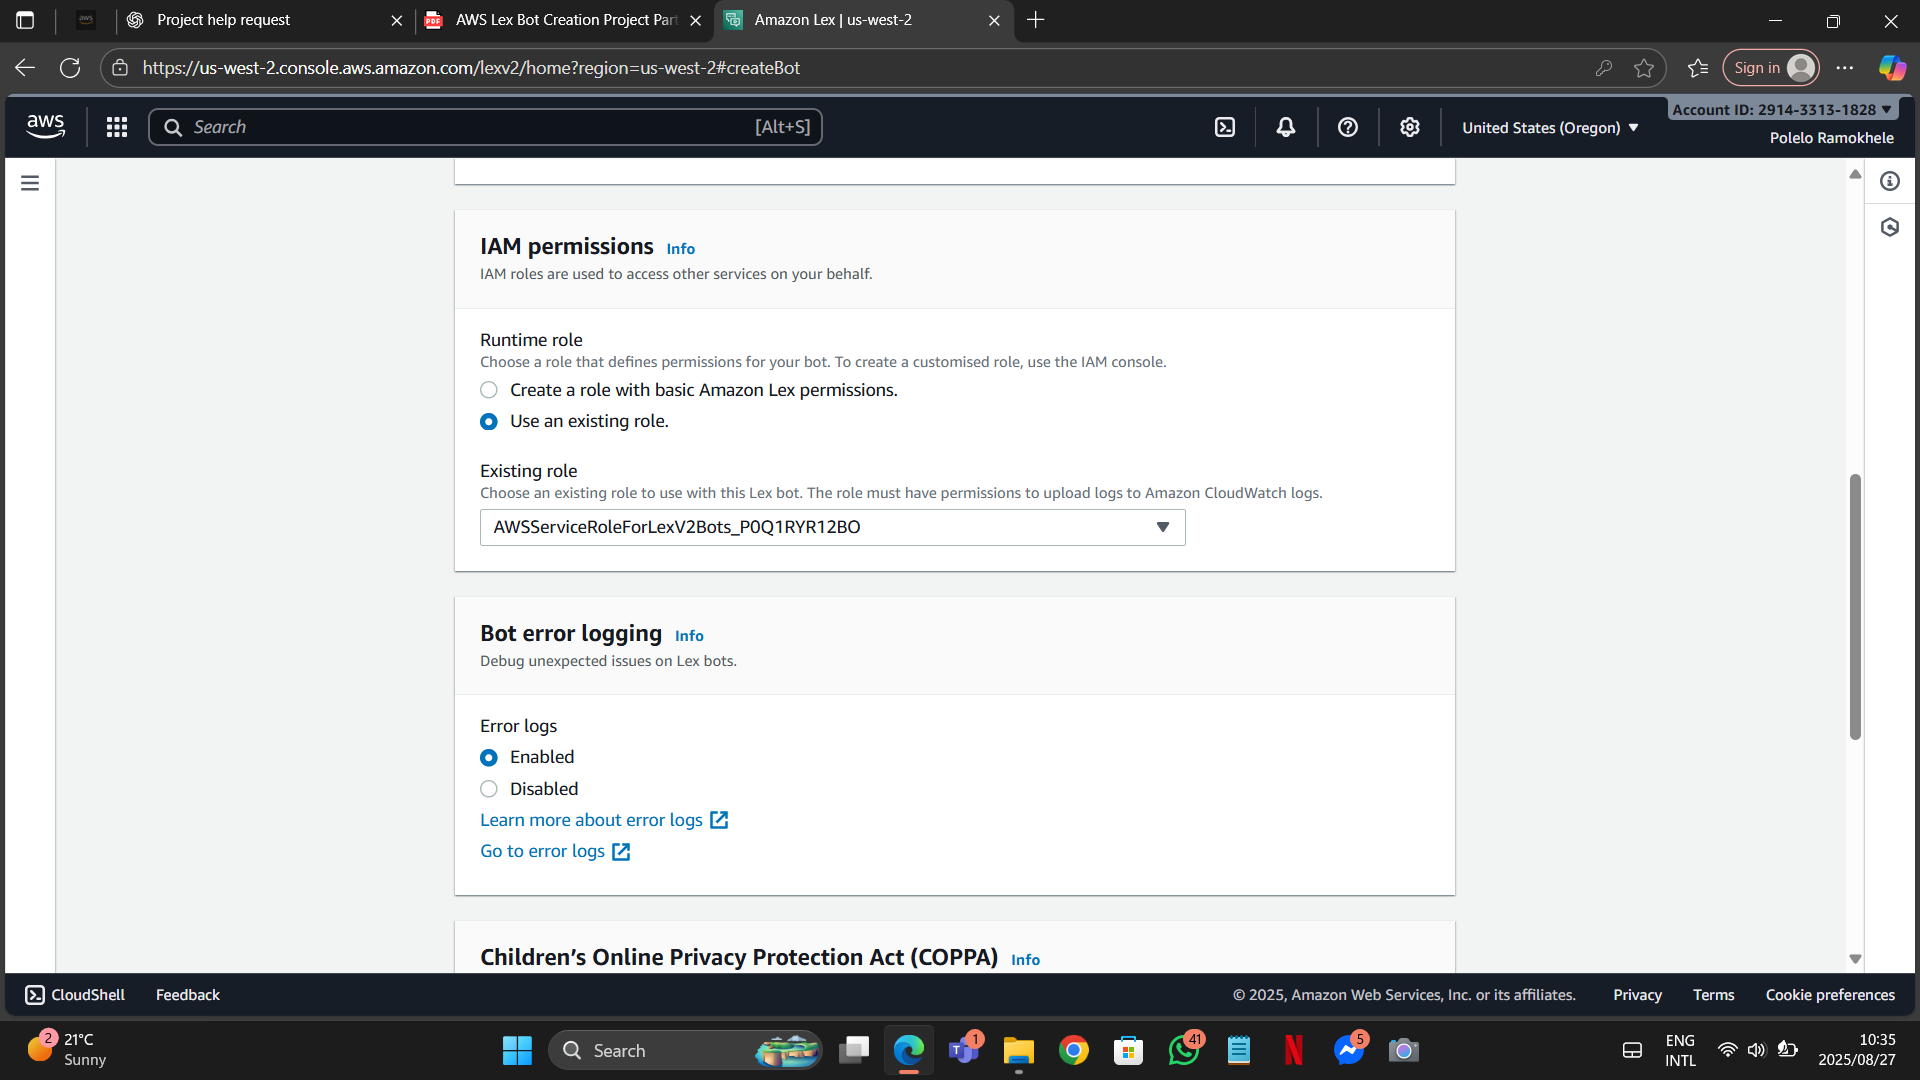 Project help request
AWS Lex Bot Creation Project Part
Amazon Lex | us-west-2
https://us-west-2.console.aws.amazon.com/lexv2/home?region=us-west-2#createBot
Sign in
aws
Search
[Alt+S]
United States (Oregon)
Account ID: 2914-3313-1828
Polelo Ramokhele
IAM permissions Info
IAM roles are used to access other services on your behalf.
Runtime role
Choose a role that defines permissions for your bot. To create a customised role, use the IAM console.
Create a role with basic Amazon Lex permissions.
Use an existing role.
Existing role
Choose an existing role to use with this Lex bot. The role must have permissions to upload logs to Amazon CloudWatch logs.
AWSServiceRoleForLexV2Bots_P0Q1RYR12BO
Bot error logging Info
Debug unexpected issues on Lex bots.
Error logs
Enabled
Disabled
Learn more about error logs
Go to error logs
Children’s Online Privacy Protection Act (COPPA) Info
CloudShell
Feedback
© 2025, Amazon Web Services, Inc. or its affiliates.
Privacy
Terms
Cookie preferences
2
21°C
Sunny
Search
1
41
5
ENG
INTL
10:35
2025/08/27